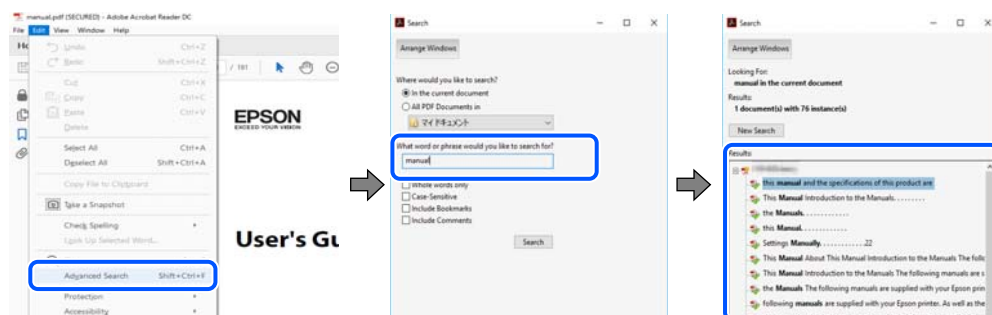 manual.pdf (SECURED) - Adobe Acrobat Reader DC
File Edit View Window Help
Undo Ctrl+Z
Redo Shift+Ctrl+Z
Cut Ctrl+X
Copy Ctrl+C
Paste Ctrl+V
Delete
Select All Ctrl+A
Deselect All Shift+Ctrl+A
Copy File to Clipboard
Take a Snapshot
Check Spelling
Look Up Selected Word...
Advanced Search Shift+Ctrl+F
Protection
Accessibility
/ 181
EPSON
EXCEED YOUR VISION
User's Gu
Search
Arrange Windows
Where would you like to search?
In the current document
All PDF Documents in
マイ ドキュメント
What word or phrase would you like to search for?
manual
Whole words only
Case-Sensitive
Include Bookmarks
Include Comments
Search
Search
Arrange Windows
Looking For:
manual in the current document
Results:
1 document(s) with 76 instance(s)
New Search
Results:
this manual and the specifications of this product are
This Manual Introduction to the Manuals. . . . . . . . .
the Manuals. . . . . . . . . . . . .
this Manual. . . . . . . . . . . . .
Settings Manually. . . . . . . . . . . . .22
This Manual About This Manual Introduction to the Manuals The follo
This Manual Introduction to the Manuals The following manuals are s
the Manuals The following manuals are supplied with your Epson prin
following manuals are supplied with your Epson printer. As well as the